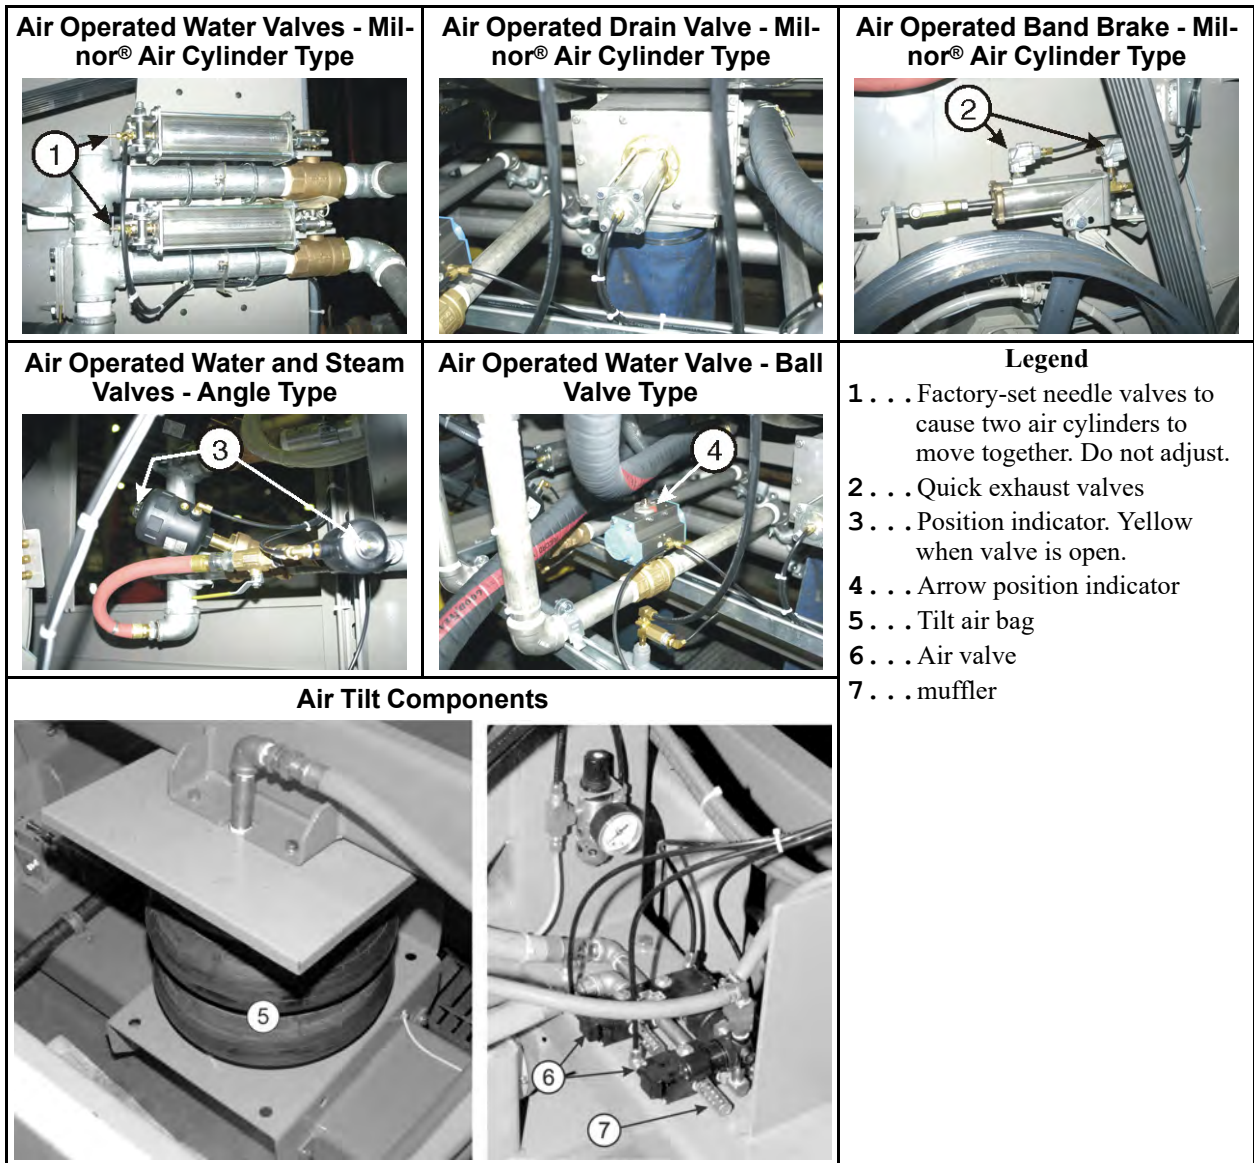 Air Operated Water Valves - Mil-
nor® Air Cylinder Type
Air Operated Drain Valve - Mil-
nor® Air Cylinder Type
Air Operated Band Brake - Mil-
nor® Air Cylinder Type
1
2
Air Operated Water and Steam
Valves - Angle Type
Air Operated Water Valve - Ball
Valve Type
3
4
Legend
1...Factory-set needle valves to
cause two air cylinders to
move together. Do not adjust.
2...Quick exhaust valves
3...Position indicator. Yellow
when valve is open.
4...Arrow position indicator
5...Tilt air bag
6...Air valve
7...muffler
Air Tilt Components
5
6
7